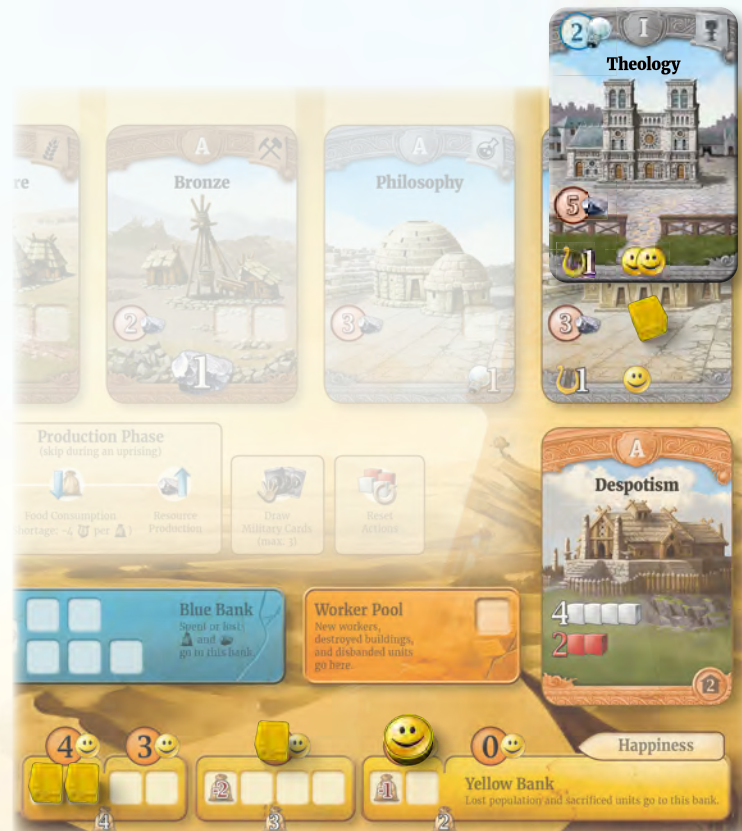 2
I
Theology
5
1
re
A
Bronze
2
1
A
Philosophy
3
1
3
1
Production Phase
(skip during an uprising)
Food Consumption
hortage: -4 per )
Resource
Production
Draw
Military Cards
(max. 3)
Reset
Actions
A
Despotism
4
2
2
Blue Bank
Spent or lost
and
go to this bank.
Worker Pool
New workers,
destroyed buildings,
and disbanded units
go here.
4
3
0
Happiness
-2
-1
Yellow Bank
Lost population and sacrificed units go to this bank.
4
3
2